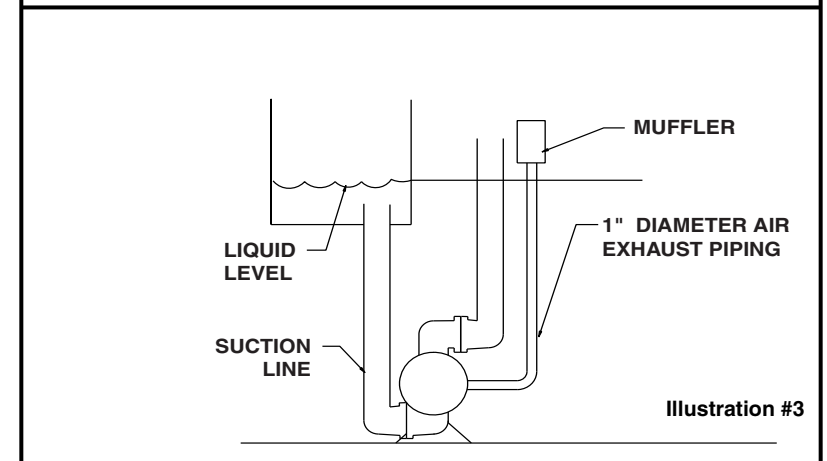 MUFFLER
1" DIAMETER AIR
EXHAUST PIPING
LIQUID
LEVEL
SUCTION
LINE
Illustration #3